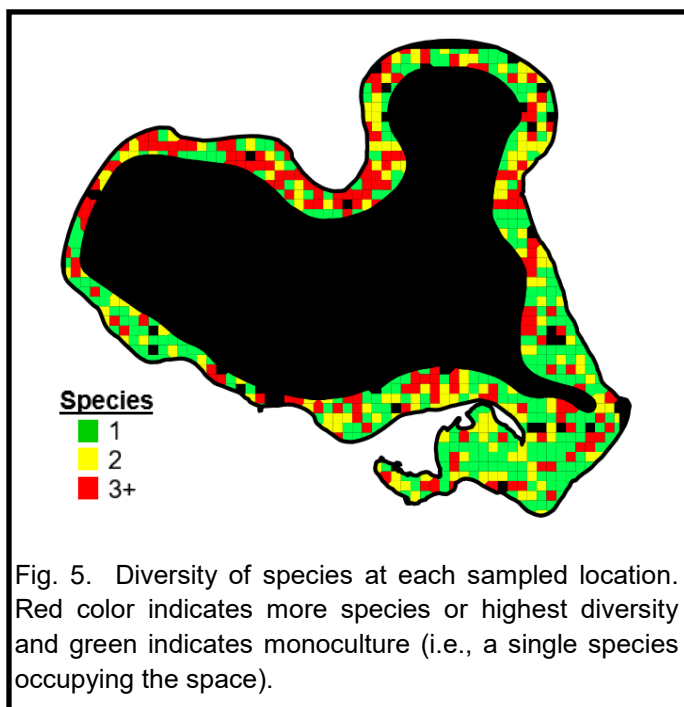 Species
1
2
3+
Fig. 5. Diversity of species at each sampled location.
Red color indicates more species or highest diversity
and green indicates monoculture (i.e., a single species
occupying the space).